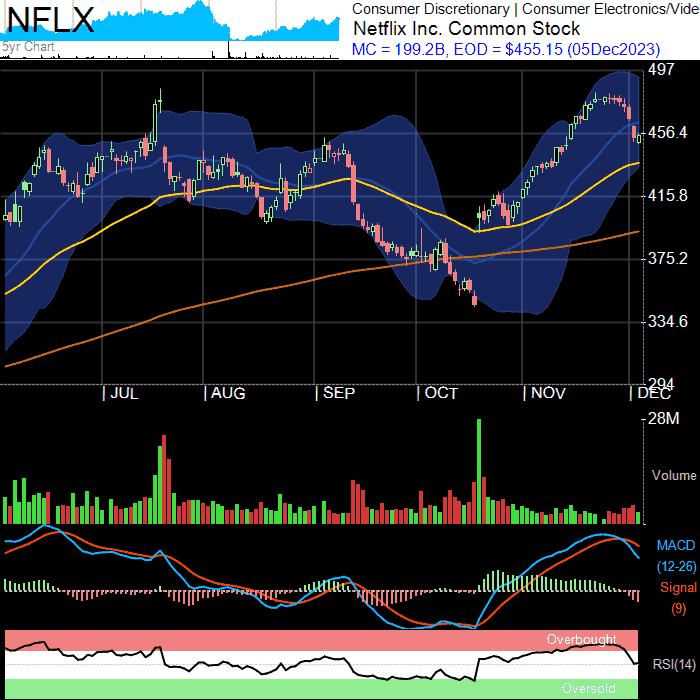 NFLX
5yr Chart
Consumer Discretionary | Consumer Electronics/Vide
Netflix Inc. Common Stock
MC = 199.2B, EOD = $455.15 (05Dec2023)
497
456.4
415.8
375.2
334.6
294
| JUL | AUG | SEP | OCT | NOV | DEC
28M
Volume
MACD
(12-26)
Signal
(9)
Overbought
RSI(14)
Oversold